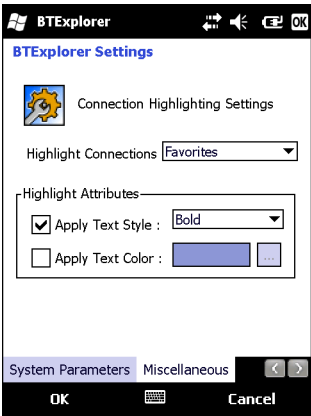 BTExplorer OK
BTExplorer Settings
Connection Highlighting Settings
Highlight Connections Favorites
Highlight Attributes
Apply Text Style : Bold
Apply Text Color : ...
System Parameters Miscellaneous
OK Cancel